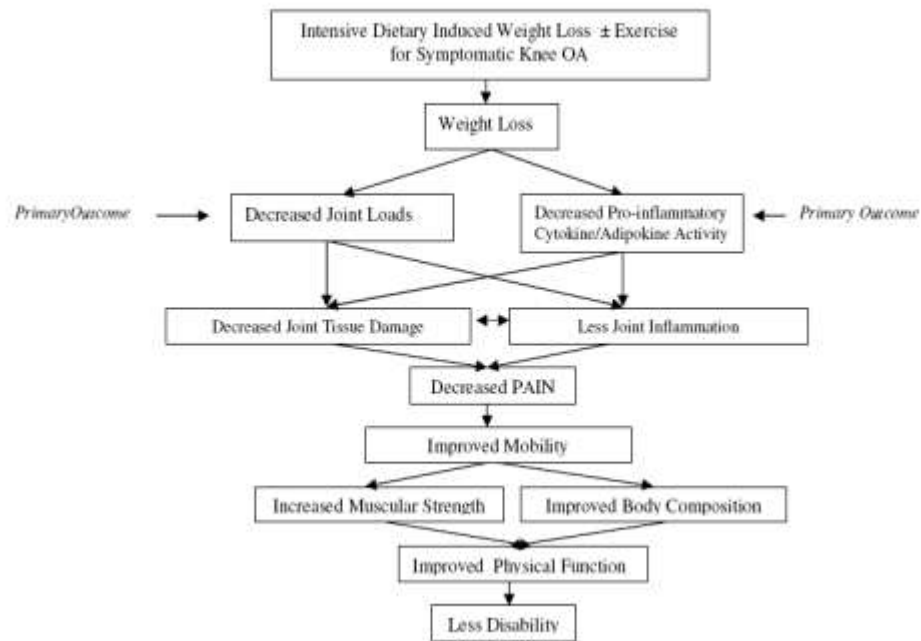 Intensive Dietary Induced Weight Loss ± Exercise
for Symptomatic Knee OA
Weight Loss
PrimaryOutcome
Decreased Joint Loads
Decreased Pro-inflammatory
Cytokine/Adipokine Activity
Primary Outcome
Decreased Joint Tissue Damage
Less Joint Inflammation
Decreased PAIN
Improved Mobility
Increased Muscular Strength
Improved Body Composition
Improved Physical Function
Less Disability